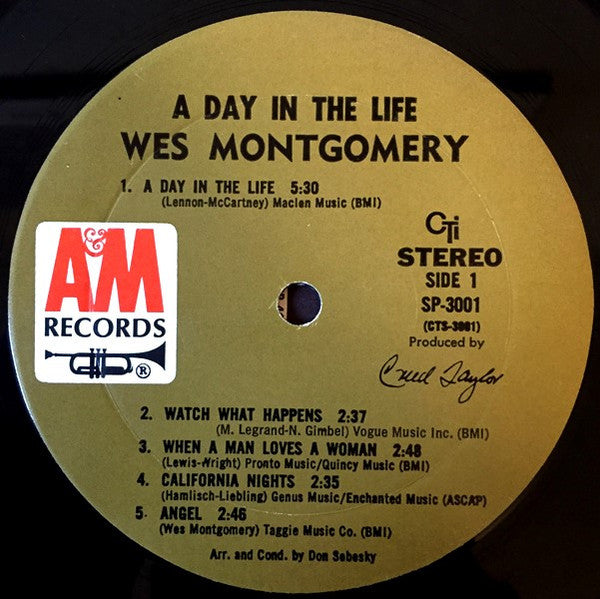 A DAY IN THE LIFE
WES MONTGOMERY
1. A DAY IN THE LIFE 5:30
(Lennon-McCartney) Maclen Music (BMI)
A&M
RECORDS
®
CTi
STEREO
SIDE 1
SP-3001
(CTS-3001)
Produced by
Creed Taylor
2. WATCH WHAT HAPPENS 2:37
(M. Legrand-N. Gimbel) Vogue Music Inc. (BMI)
3. WHEN A MAN LOVES A WOMAN 2:48
(Lewis-Wright) Pronto Music/Quincy Music (BMI)
4. CALIFORNIA NIGHTS 2:35
(Hamlisch-Liebling) Genus Music/Enchanted Music (ASCAP)
5 ANGEL 2:46
(Wes Montgomery) Taggie Music Co. (BMI)
Arr. and Cond. by Don Sebesky